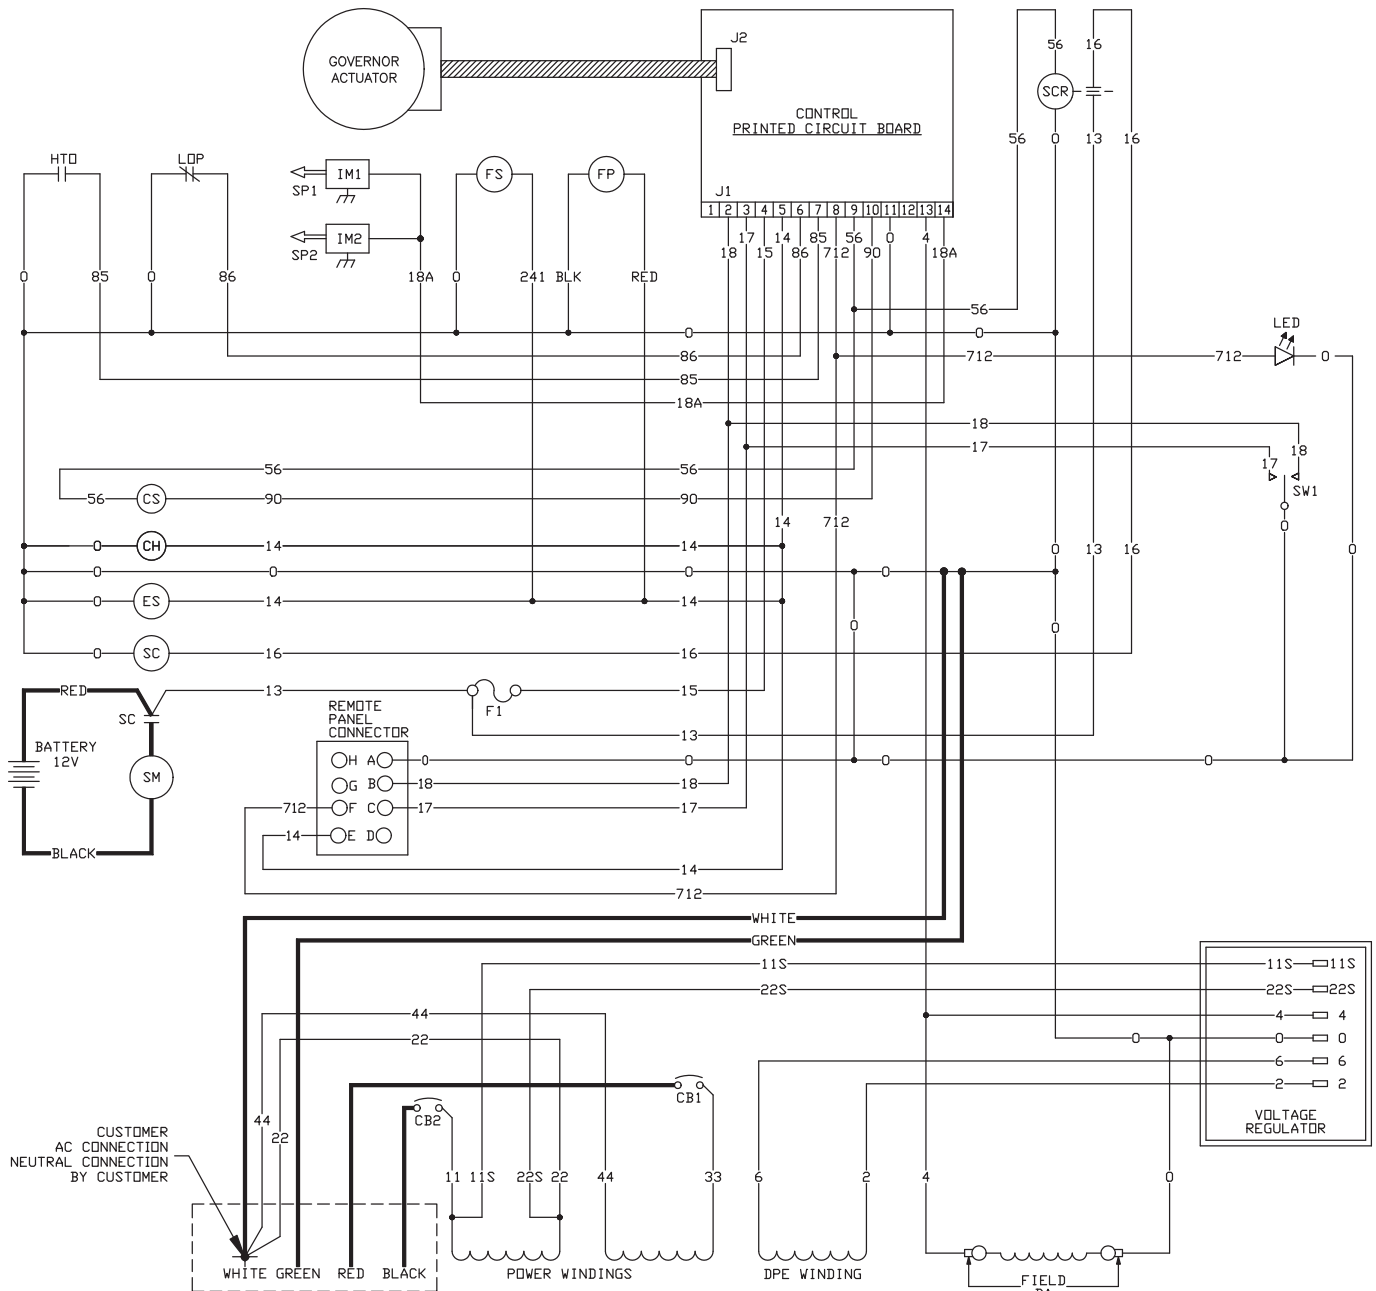 J2
GOVERNOR
ACTUATOR
CONTROL
PRINTED CIRCUIT BOARD
56 16
SCR
56 0 13 16
HTO LOP
IM1 FS FP
SP1
J1
1 2 3 4 5 6 7 8 9 10 11 12 13 14
IM2
SP2
17 14 85 56 0 4
18 15 86 712 90 18A
0 85 0 86 18A 0 241 BLK RED
56
LED
0 0
86 712 712 0
85
18A
18
17
18
17
56 56
SW1
56 CS 90 90
14 712
0
0 CH 14 14 0 13 16 0
0 0 0 0
0 ES 14 14
0 0
0 SC 16 16
RED 13 15
F1
SC
REMOTE
PANEL
CONNECTOR
13
BATTERY
12V
H A 0 0 0 0
SM
G B 18 18
712 F C 17 17
14 E D
BLACK
14
712
WHITE
GREEN
11S 11S 11S
22S 22S 22S
44 4 4
22 0 0 0
6 6
2 2
CB1
CB2
VOLTAGE
REGULATOR
44
22
CUSTOMER
AC CONNECTION
NEUTRAL CONNECTION
BY CUSTOMER
11 11S 22S 22 44 33 6 2 4 0
WHITE GREEN RED BLACK POWER WINDINGS DPE WINDING
FIELD